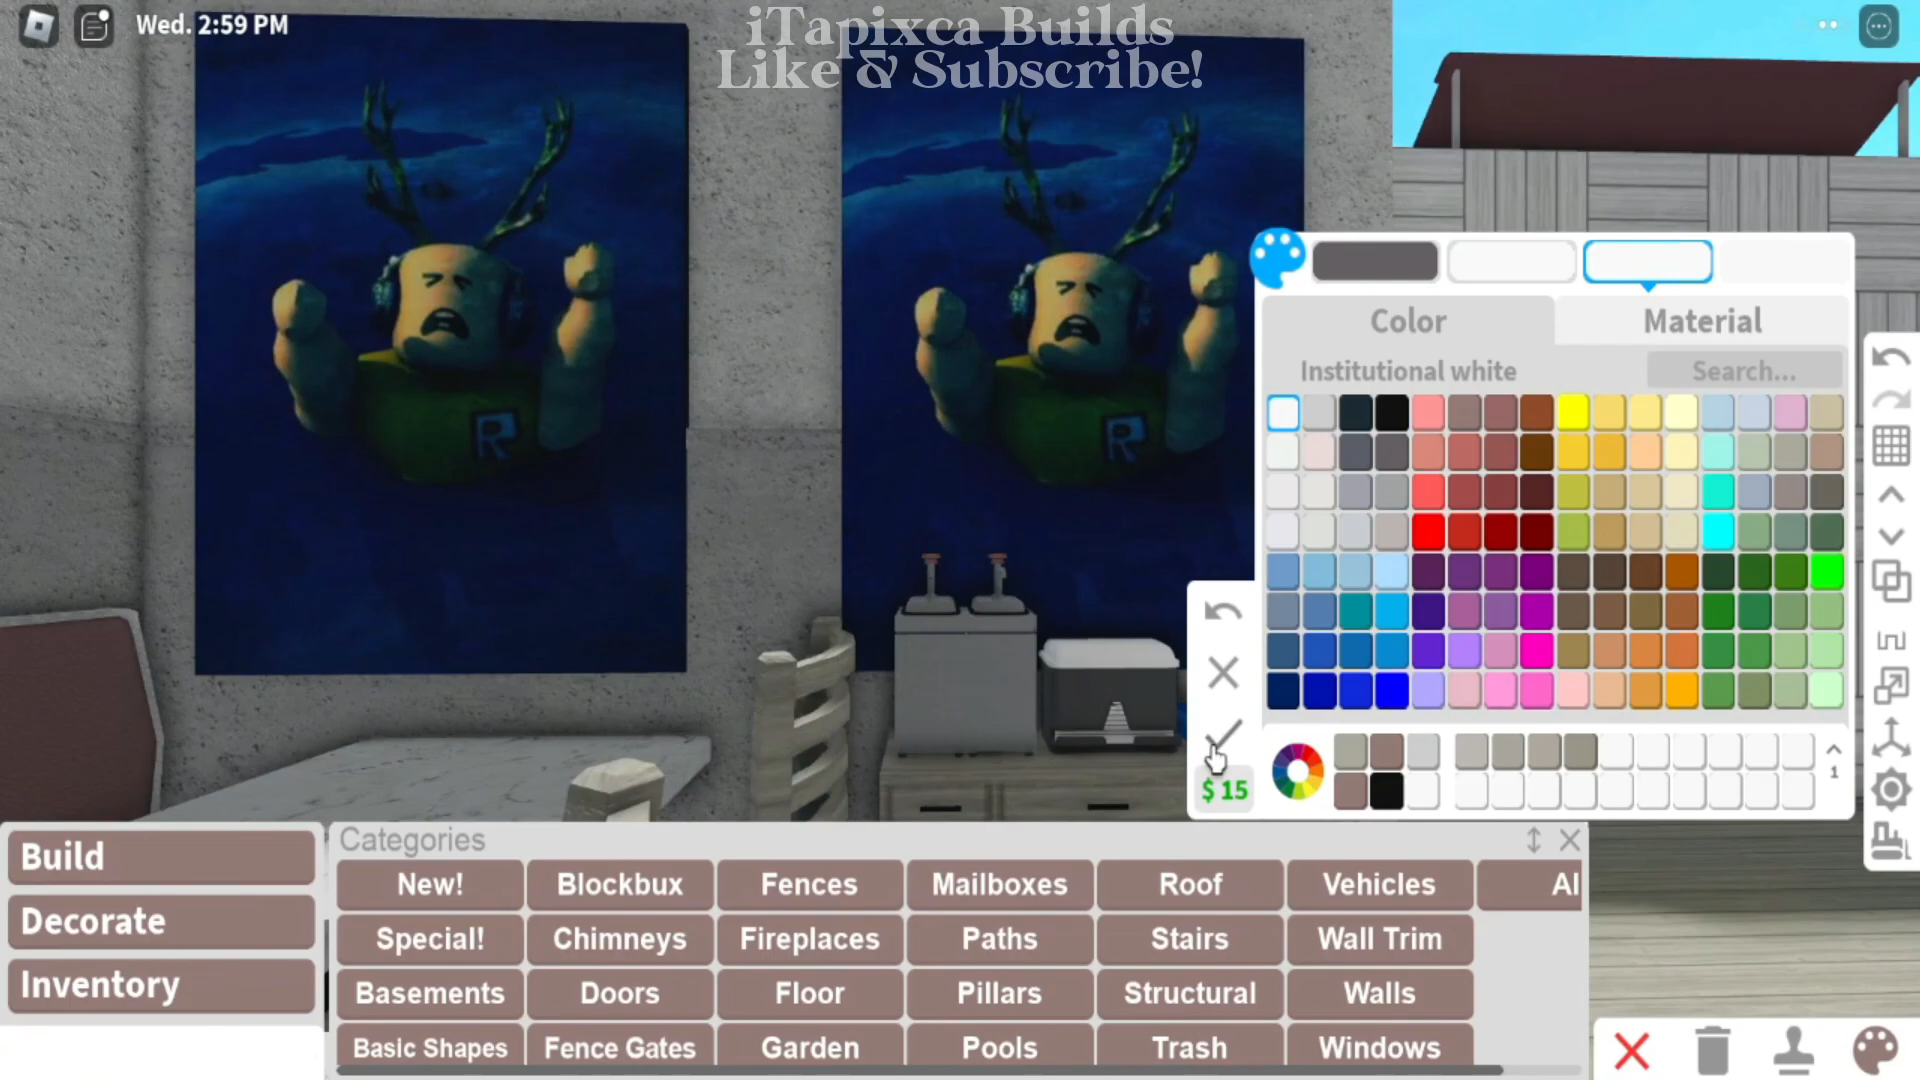 Wed. 2:59 PM
iTapixca Builds
Like & Subscribe!
R
R
Color
Material
Institutional white
Search...
$ 15
1
Build
Decorate
Inventory
Categories
New!
Blockbux
Fences
Mailboxes
Roof
Vehicles
Al
Special!
Chimneys
Fireplaces
Paths
Stairs
Wall Trim
Basements
Doors
Floor
Pillars
Structural
Walls
Basic Shapes
Fence Gates
Garden
Pools
Trash
Windows